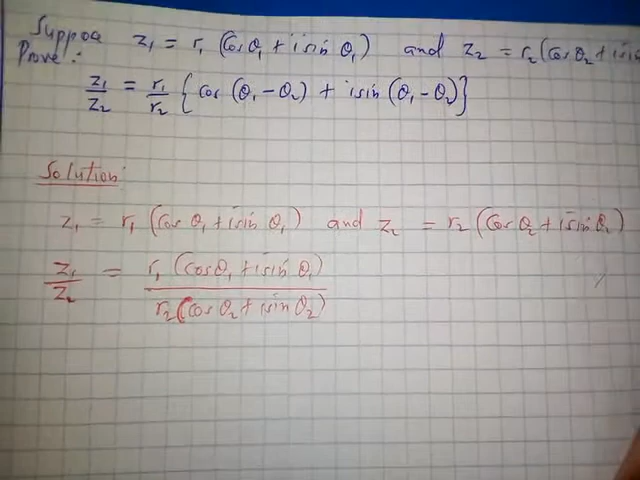 Suppose z₁ = r₁ (cos θ₁ + i sin θ₁) and z₂ = r₂ (cos θ₂ + i sin
Prove:
z₁/z₂ = r₁/r₂ { cos (θ₁ - θ₂) + i sin (θ₁ - θ₂) }
Solution:
z₁ = r₁ (cos θ₁ + i sin θ₁) and z₂ = r₂ (cos θ₂ + i sin θ₂)
z₁/z₂ = r₁ (cos θ₁ + i sin θ₁) / r₂ (cos θ₂ + i sin θ₂)